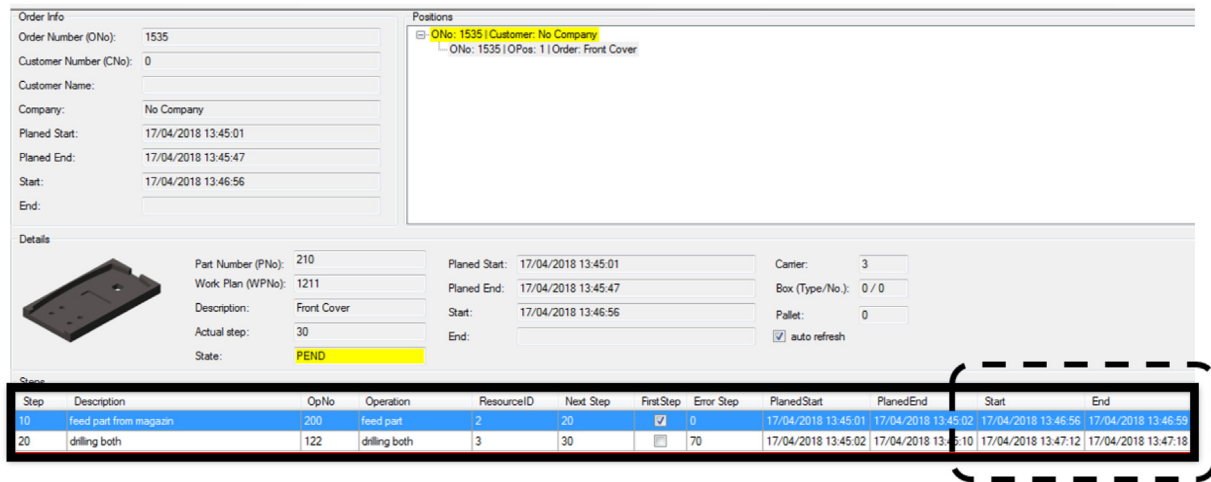 Order Info
Order Number (ONo): 1535
Customer Number (CNo): 0
Customer Name:
Company: No Company
Planed Start: 17/04/2018 13:45:01
Planed End: 17/04/2018 13:45:47
Start: 17/04/2018 13:46:56
End:
Positions
ONo: 1535 | Customer: No Company
ONo: 1535 | OPos: 1 | Order: Front Cover
Details
Part Number (PNo): 210
Work Plan (WPNo): 1211
Description: Front Cover
Actual step: 30
State: PEND
Planed Start: 17/04/2018 13:45:01
Planed End: 17/04/2018 13:45:47
Start: 17/04/2018 13:46:56
End:
Carrier: 3
Box (Type/No.): 0 / 0
Pallet: 0
auto refresh
Steps
Step Description OpNo Operation ResourceID Next Step FirstStep Error Step PlanedStart PlanedEnd Start End
10 feed part from magazin 200 feed part 2 20 0 17/04/2018 13:45:01 17/04/2018 13:45:02 17/04/2018 13:46:56 17/04/2018 13:46:59
20 drilling both 122 drilling both 3 30 70 17/04/2018 13:45:02 17/04/2018 13:45:10 17/04/2018 13:47:12 17/04/2018 13:47:18